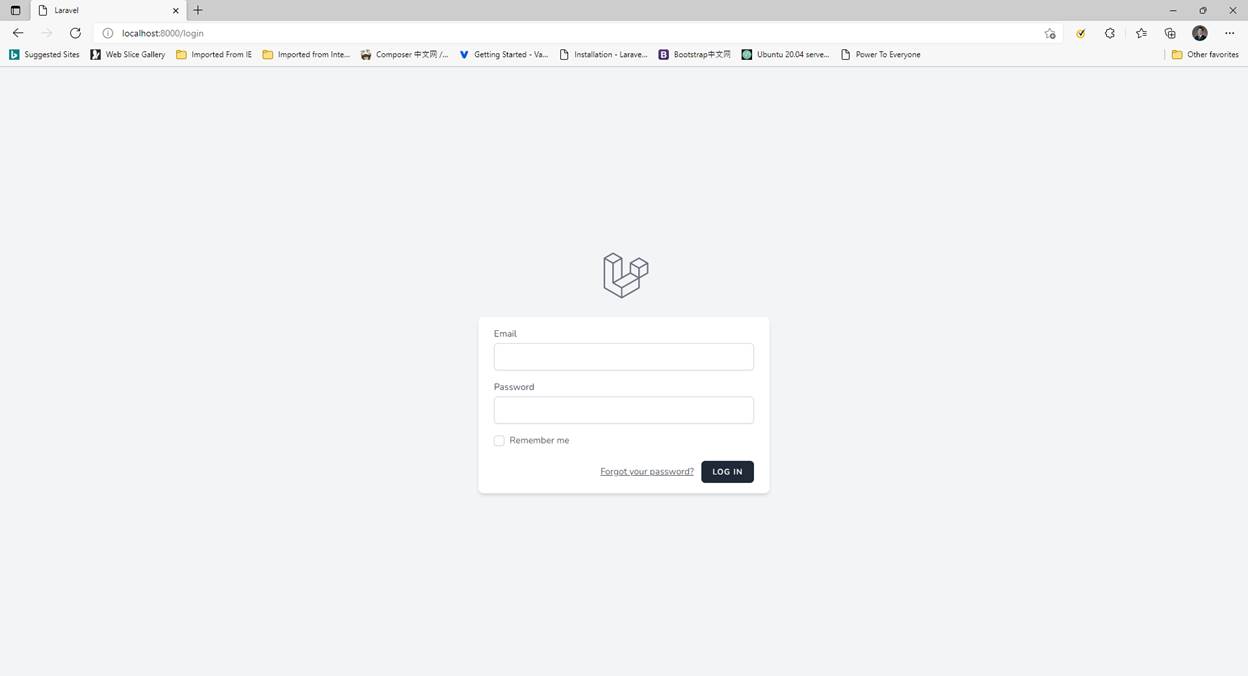 Laravel
localhost:8000/login
Suggested Sites Web Slice Gallery Imported From IE Imported from Inte... Composer 中文网 /... Getting Started - Va... Installation - Larave... Bootstrap中文网 Ubuntu 20.04 serve... Power To Everyone Other favorites
Email
Password
Remember me
Forgot your password? LOG IN